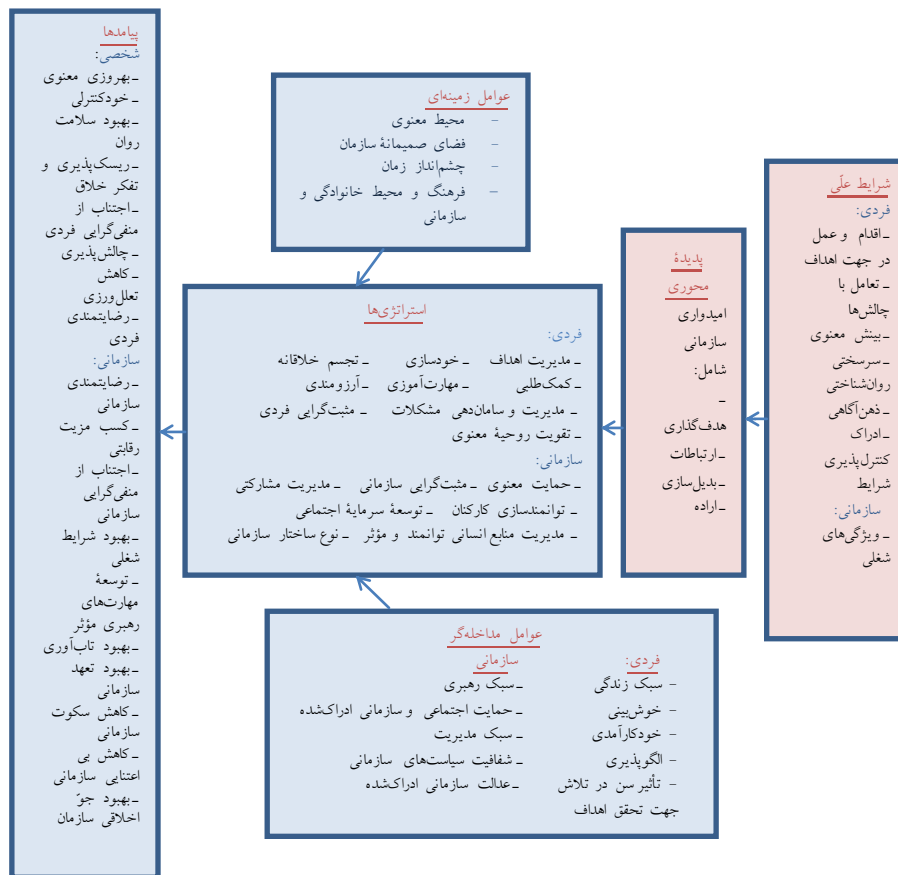 شرایط علّی
فردی:
ـ اقدام و عمل
در جهت اهداف
ـ تعامل با
چالش‌ها
ـ بینش معنوی
ـ سرسختی
روان‌شناختی
ـ ذهن‌آگاهی
ـ ادراک
کنترل‌پذیری
شرایط
سازمانی:
ـ ویژگی‌های
شغلی
پدیدۀ
محوری
امیدواری
سازمانی
شامل:
ـ
هدف‌گذاری
ـ ارتباطات
ـ بدیل‌سازی
ـ اراده
عوامل زمینه‌ای
- محیط معنوی
- فضای صمیمانۀ سازمان
- چشم‌انداز زمان
- فرهنگ و محیط خانوادگی و
سازمانی
استراتژی‌ها
فردی:
ـ مدیریت اهداف ـ خودسازی ـ تجسم خلاقانه
ـ کمک‌طلبی ـ مهارت‌آموزی ـ آرزومندی
ـ مدیریت و سامان‌دهی مشکلات ـ مثبت‌گرایی فردی
ـ تقویت روحیۀ معنوی
سازمانی:
ـ حمایت معنوی ـ مثبت‌گرایی سازمانی ـ مدیریت مشارکتی
ـ توانمندسازی کارکنان ـ توسعۀ سرمایۀ اجتماعی
ـ مدیریت منابع انسانی توانمند و مؤثر ـ نوع ساختار سازمانی
عوامل مداخله‌گر
فردی:
- سبک زندگی
- خوش‌بینی
- خودکارآمدی
- الگوپذیری
- تأثیر سن در تلاش
جهت تحقق اهداف
سازمانی
ـ سبک رهبری
ـ حمایت اجتماعی و سازمانی ادراک‌شده
ـ سبک مدیریت
ـ شفافیت سیاست‌های سازمانی
ـ عدالت سازمانی ادراک‌شده
پیامدها
شخصی:
ـ بهروزی معنوی
ـ خودکنترلی
ـ بهبود سلامت
روان
ـ ریسک‌پذیری و
تفکر خلاق
ـ اجتناب از
منفی‌گرایی فردی
ـ چالش‌پذیری
ـ کاهش
تعلل‌ورزی
ـ رضایتمندی
فردی
سازمانی:
ـ رضایتمندی
سازمانی
ـ کسب مزیت
رقابتی
ـ اجتناب از
منفی‌گرایی
سازمانی
ـ بهبود شرایط
شغلی
ـ توسعۀ
مهارت‌های
رهبری مؤثر
ـ بهبود تاب‌آوری
ـ بهبود تعهد
سازمانی
ـ کاهش سکوت
سازمانی
ـ کاهش بی
اعتنایی سازمانی
ـ بهبود جوّ
اخلاقی سازمان